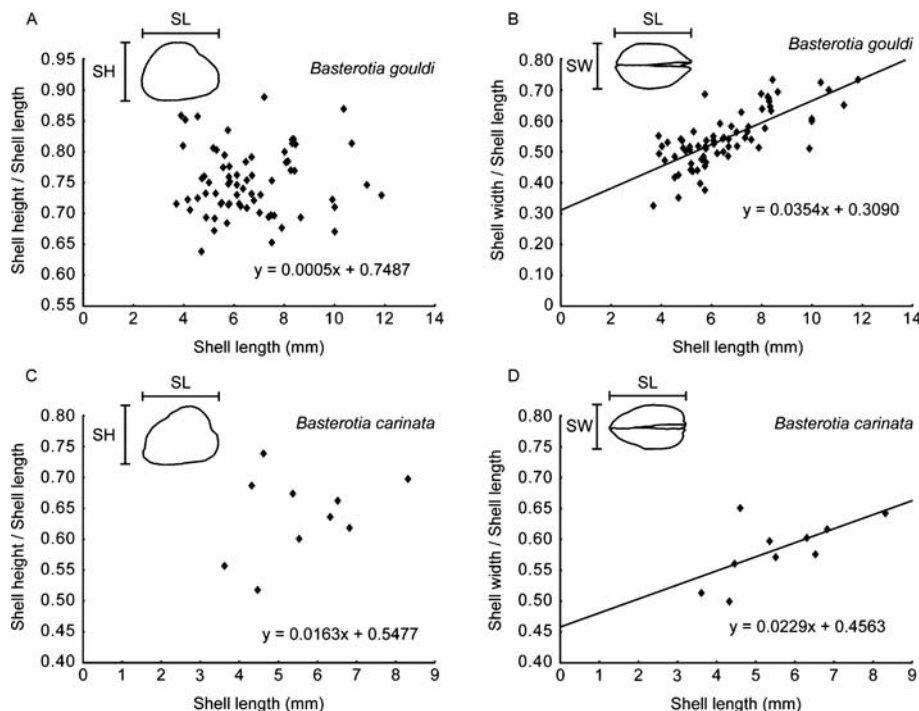 A
SL
SH
Basterotia gouldi
Shell height / Shell length
0.95
0.90
0.85
0.80
0.75
0.70
0.65
0.60
0.55
y = 0.0005x + 0.7487
0 2 4 6 8 10 12 14
Shell length (mm)
B
SL
SW
Basterotia gouldi
Shell width / Shell length
0.80
0.70
0.60
0.50
0.40
0.30
0.20
0.10
0
y = 0.0354x + 0.3090
0 2 4 6 8 10 12 14
Shell length (mm)
C
SL
SH
Basterotia carinata
Shell height / Shell length
0.80
0.75
0.70
0.65
0.60
0.55
0.50
0.45
0.40
y = 0.0163x + 0.5477
0 1 2 3 4 5 6 7 8 9
Shell length (mm)
D
SL
SW
Basterotia carinata
Shell width / Shell length
0.80
0.75
0.70
0.65
0.60
0.55
0.50
0.45
0.40
y = 0.0229x + 0.4563
0 1 2 3 4 5 6 7 8 9
Shell length (mm)